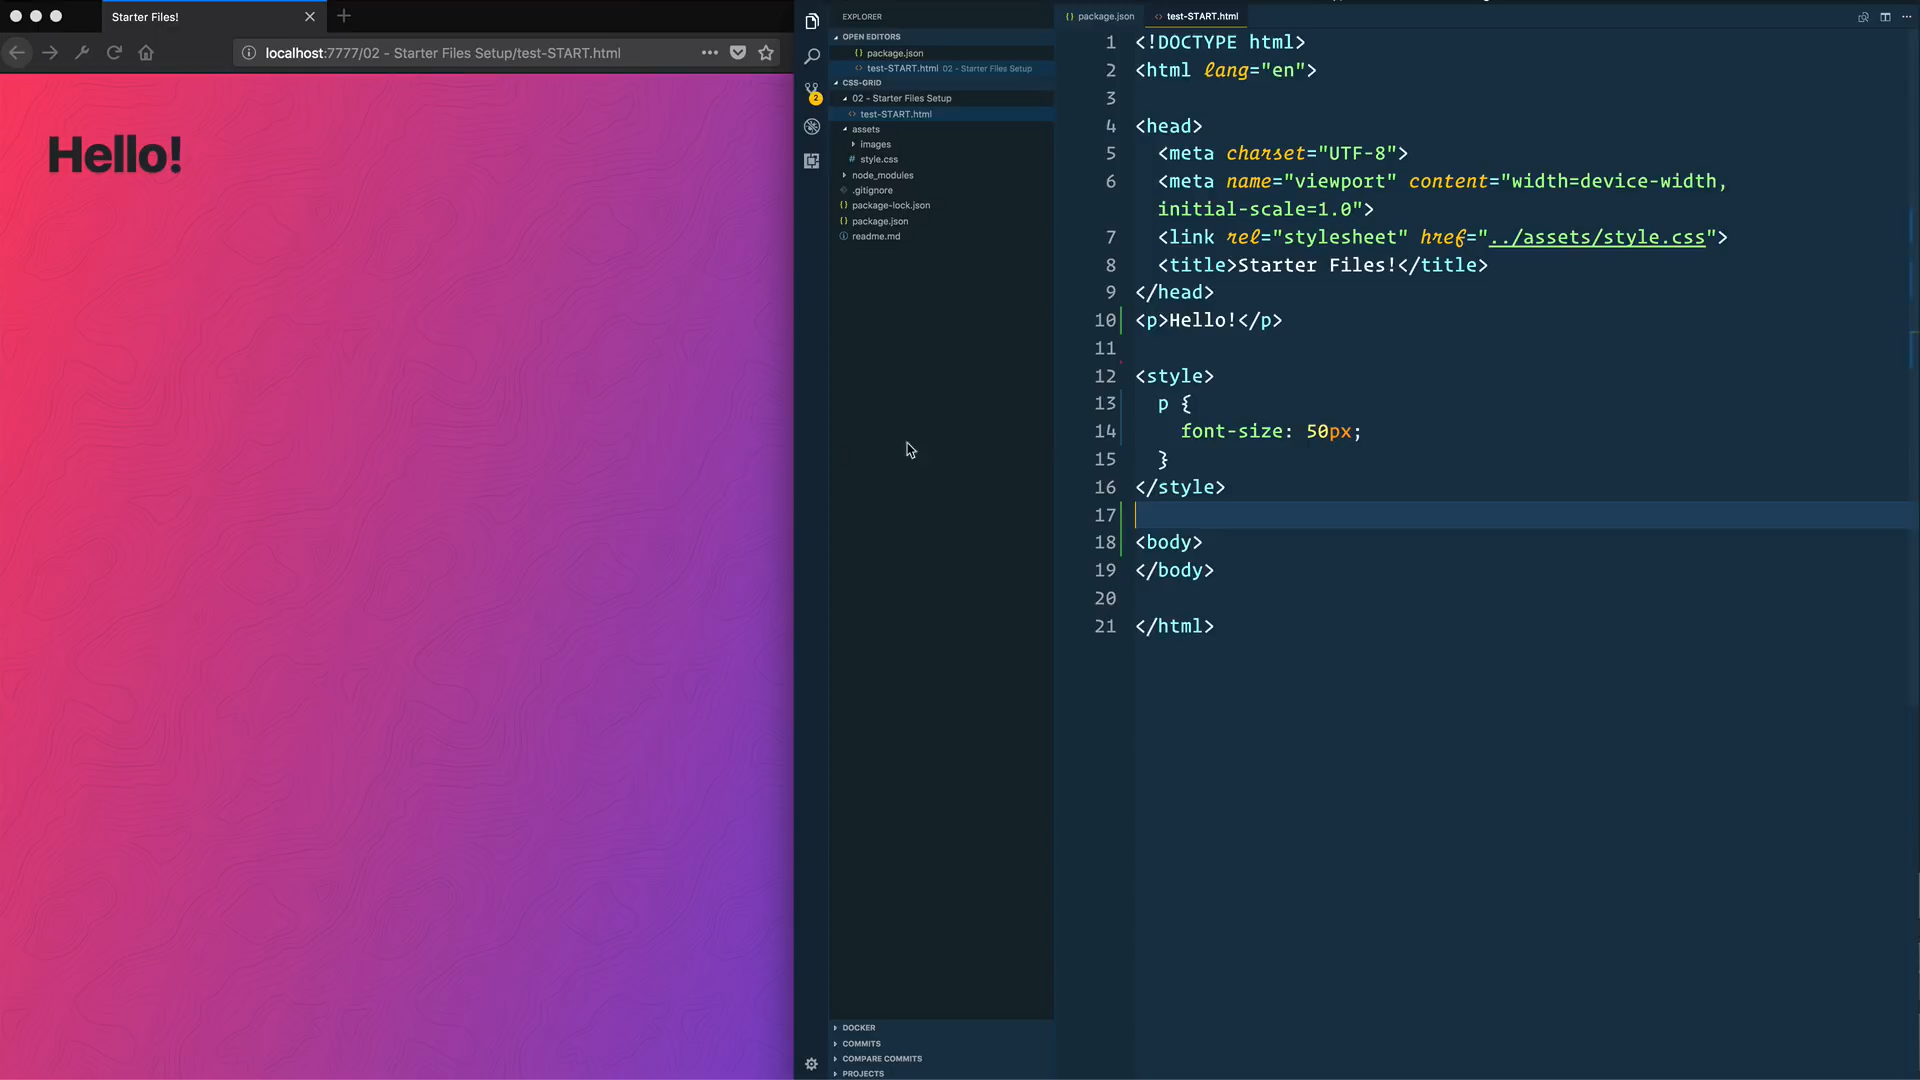 Starter Files!
localhost:7777/02 - Starter Files Setup/test-START.html
Hello!
EXPLORER
OPEN EDITORS
{} package.json
<> test-START.html 02 - Starter Files Setup
CSS-GRID
02 - Starter Files Setup
<> test-START.html
assets
images
# style.css
node_modules
.gitignore
{} package-lock.json
{} package.json
readme.md
2
DOCKER
COMMITS
COMPARE COMMITS
PROJECTS
{} package.json
<> test-START.html
1 <!DOCTYPE html>
2 <html lang="en">
3
4 <head>
5 <meta charset="UTF-8">
6 <meta name="viewport" content="width=device-width,
initial-scale=1.0">
7 <link rel="stylesheet" href="../assets/style.css">
8 <title>Starter Files!</title>
9 </head>
10 <p>Hello!</p>
11
12 <style>
13 p {
14 font-size: 50px;
15 }
16 </style>
17
18 <body>
19 </body>
20
21 </html>